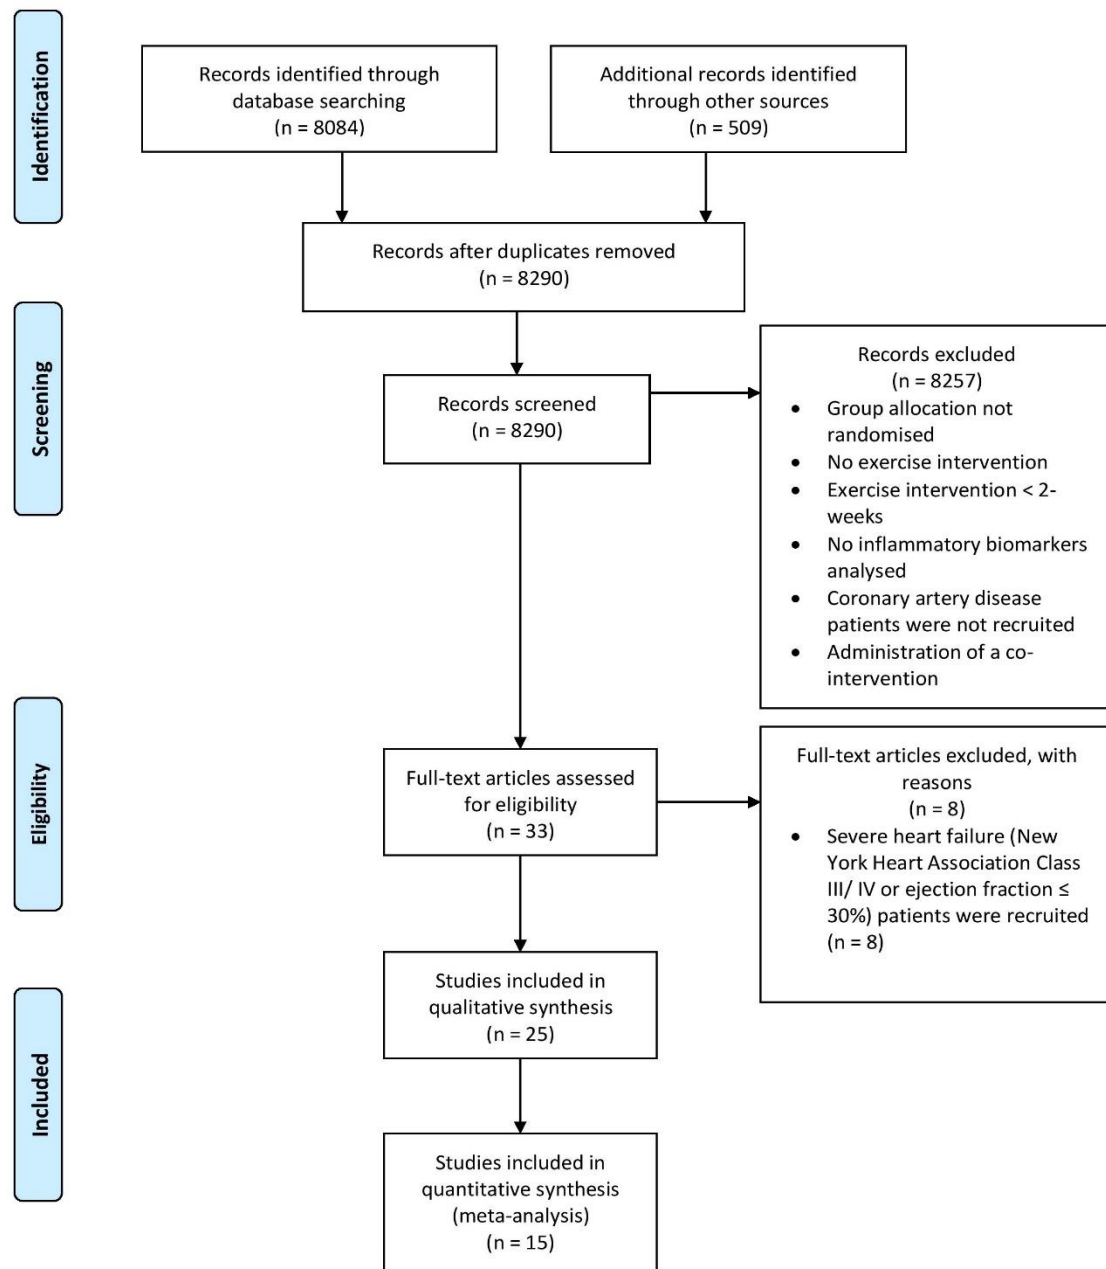 Identification
Records identified through
database searching
(n = 8084)
Additional records identified
through other sources
(n = 509)
Records after duplicates removed
(n = 8290)
Screening
Records screened
(n = 8290)
Records excluded
(n = 8257)
• Group allocation not
randomised
• No exercise intervention
• Exercise intervention < 2-
weeks
• No inflammatory biomarkers
analysed
• Coronary artery disease
patients were not recruited
• Administration of a co-
intervention
Eligibility
Full-text articles assessed
for eligibility
(n = 33)
Full-text articles excluded, with
reasons
(n = 8)
• Severe heart failure (New
York Heart Association Class
III/ IV or ejection fraction ≤
30%) patients were recruited
(n = 8)
Included
Studies included in
qualitative synthesis
(n = 25)
Studies included in
quantitative synthesis
(meta-analysis)
(n = 15)